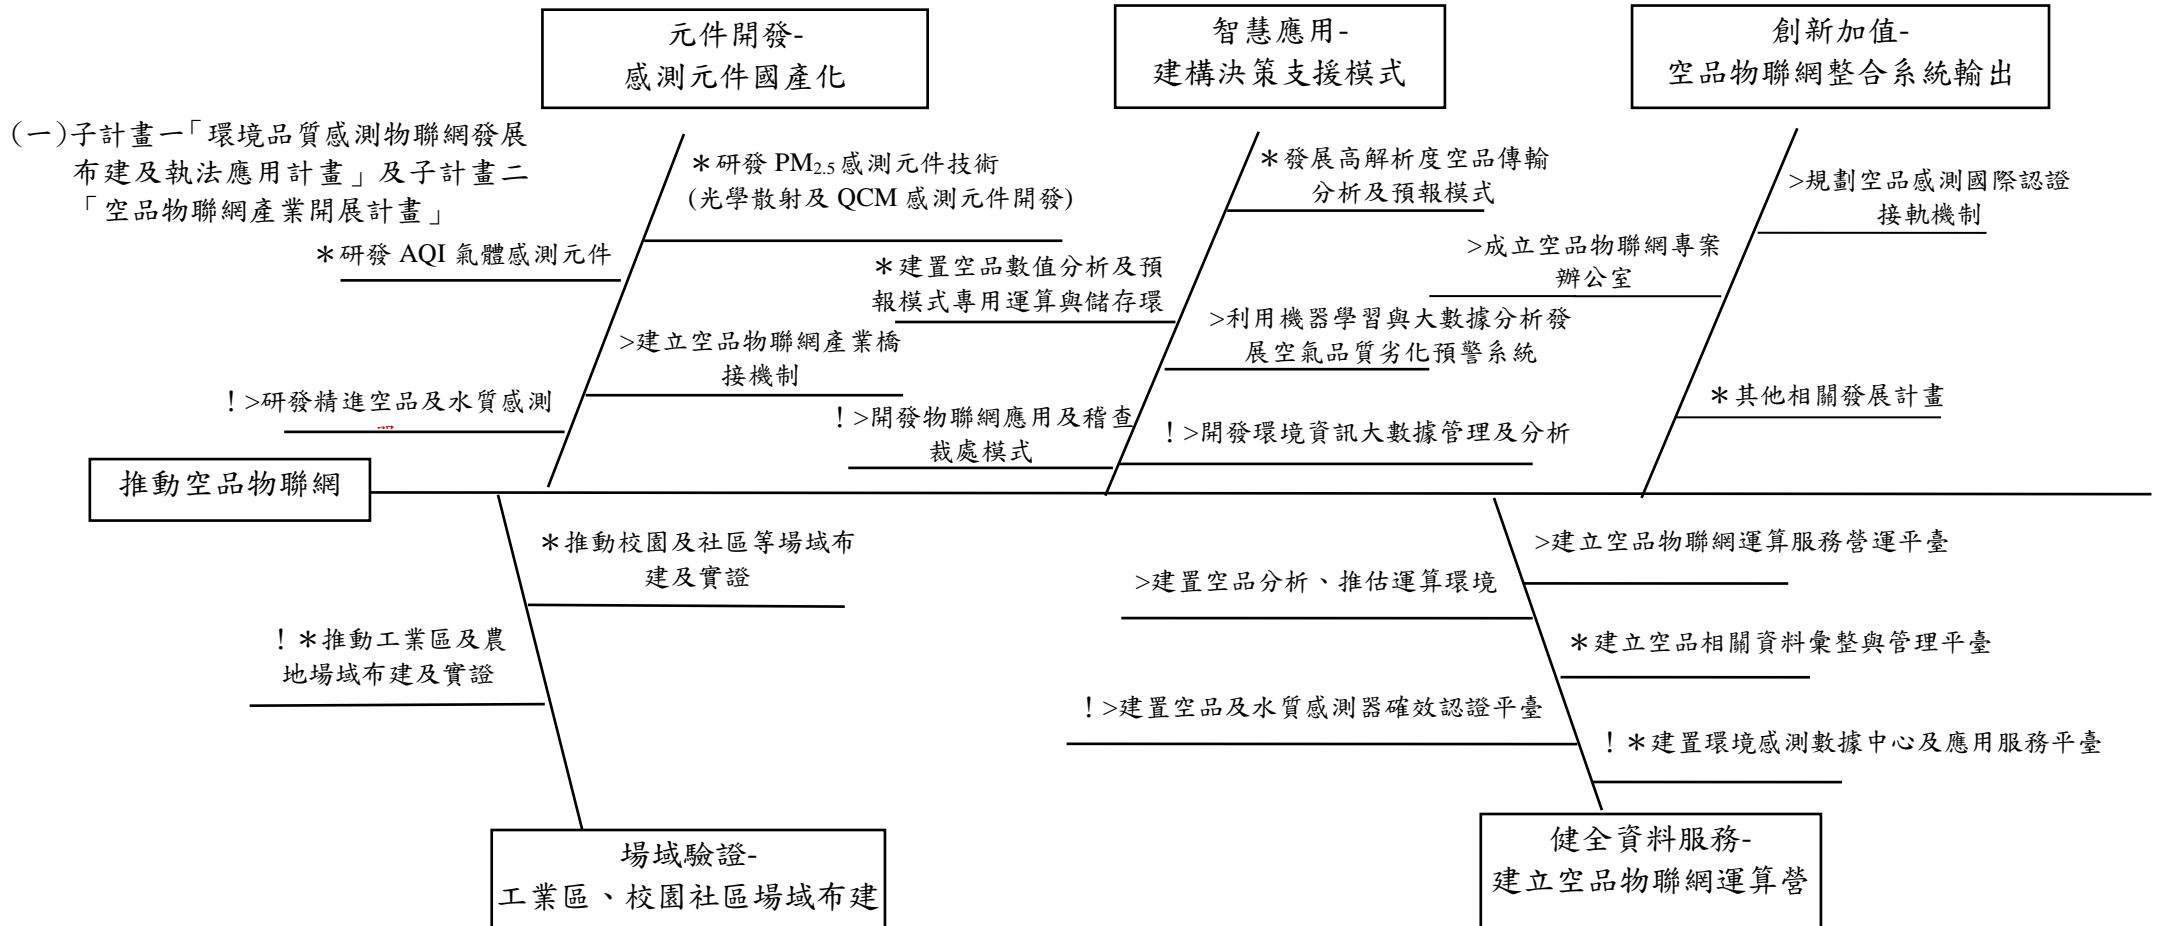 元件開發-
感測元件國產化
智慧應用-
建構決策支援模式
創新加值-
空品物聯網整合系統輸出
(一)子計畫一「環境品質感測物聯網發展
布建及執法應用計畫」及子計畫二
「空品物聯網產業開展計畫」
＊研發 PM2.5 感測元件技術
(光學散射及 QCM 感測元件開發)
＊研發 AQI 氣體感測元件
>建立空品物聯網產業橋
接機制
！>研發精進空品及水質感測
＊發展高解析度空品傳輸
分析及預報模式
＊建置空品數值分析及預
報模式專用運算與儲存環
>利用機器學習與大數據分析發
展空氣品質劣化預警系統
！>開發物聯網應用及稽查
裁處模式
！>開發環境資訊大數據管理及分析
>規劃空品感測國際認證
接軌機制
>成立空品物聯網專案
辦公室
＊其他相關發展計畫
推動空品物聯網
＊推動校園及社區等場域布
建及實證
！＊推動工業區及農
地場域布建及實證
>建立空品物聯網運算服務營運平臺
>建置空品分析、推估運算環境
＊建立空品相關資料彙整與管理平臺
！>建置空品及水質感測器確效認證平臺
！＊建置環境感測數據中心及應用服務平臺
場域驗證-
工業區、校園社區場域布建
健全資料服務-
建立空品物聯網運算營